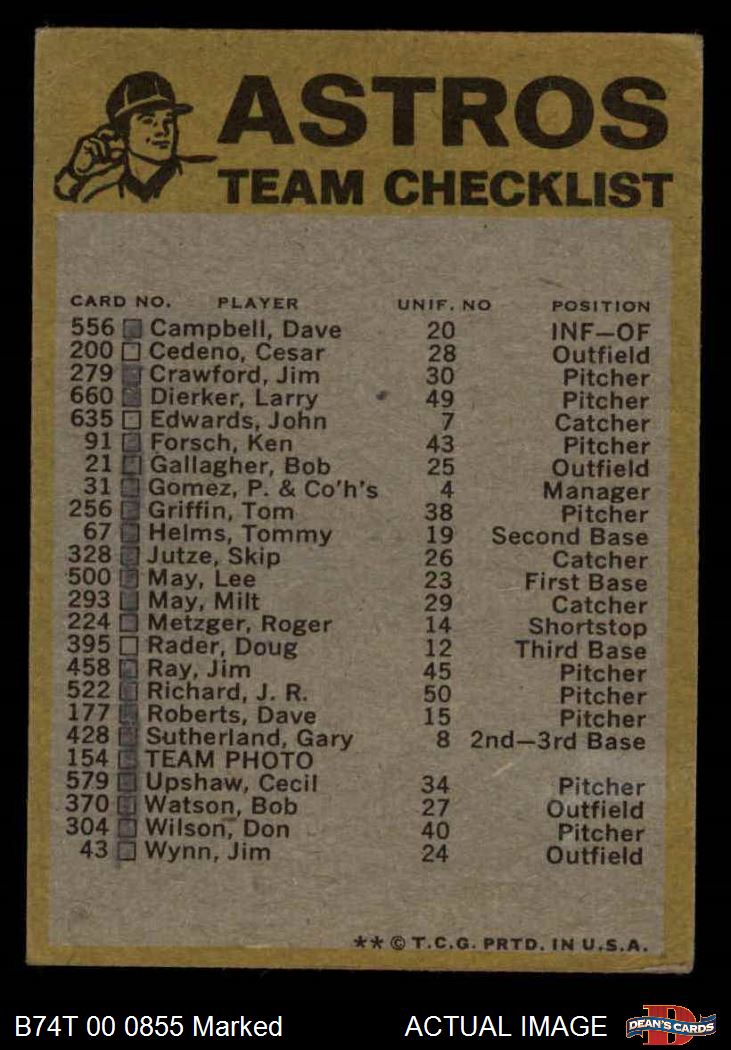 ASTROS
TEAM CHECKLIST
CARD NO. PLAYER UNIF. NO POSITION
556 Campbell, Dave 20 INF—OF
200 Cedeno, Cesar 28 Outfield
279 Crawford, Jim 30 Pitcher
660 Dierker, Larry 49 Pitcher
635 Edwards, John 7 Catcher
91 Forsch, Ken 43 Pitcher
21 Gallagher, Bob 25 Outfield
31 Gomez, P. & Co'h's 4 Manager
256 Griffin, Tom 38 Pitcher
67 Helms, Tommy 19 Second Base
328 Jutze, Skip 26 Catcher
500 May, Lee 23 First Base
293 May, Milt 29 Catcher
224 Metzger, Roger 14 Shortstop
395 Rader, Doug 12 Third Base
458 Ray, Jim 45 Pitcher
522 Richard, J. R. 50 Pitcher
177 Roberts, Dave 15 Pitcher
428 Sutherland, Gary 8 2nd—3rd Base
154 TEAM PHOTO
579 Upshaw, Cecil 34 Pitcher
370 Watson, Bob 27 Outfield
304 Wilson, Don 40 Pitcher
43 Wynn, Jim 24 Outfield
** © T.C.G. PRTD. IN U.S.A.
B74T 00 0855 Marked ACTUAL IMAGE
D
DEAN'S CARDS